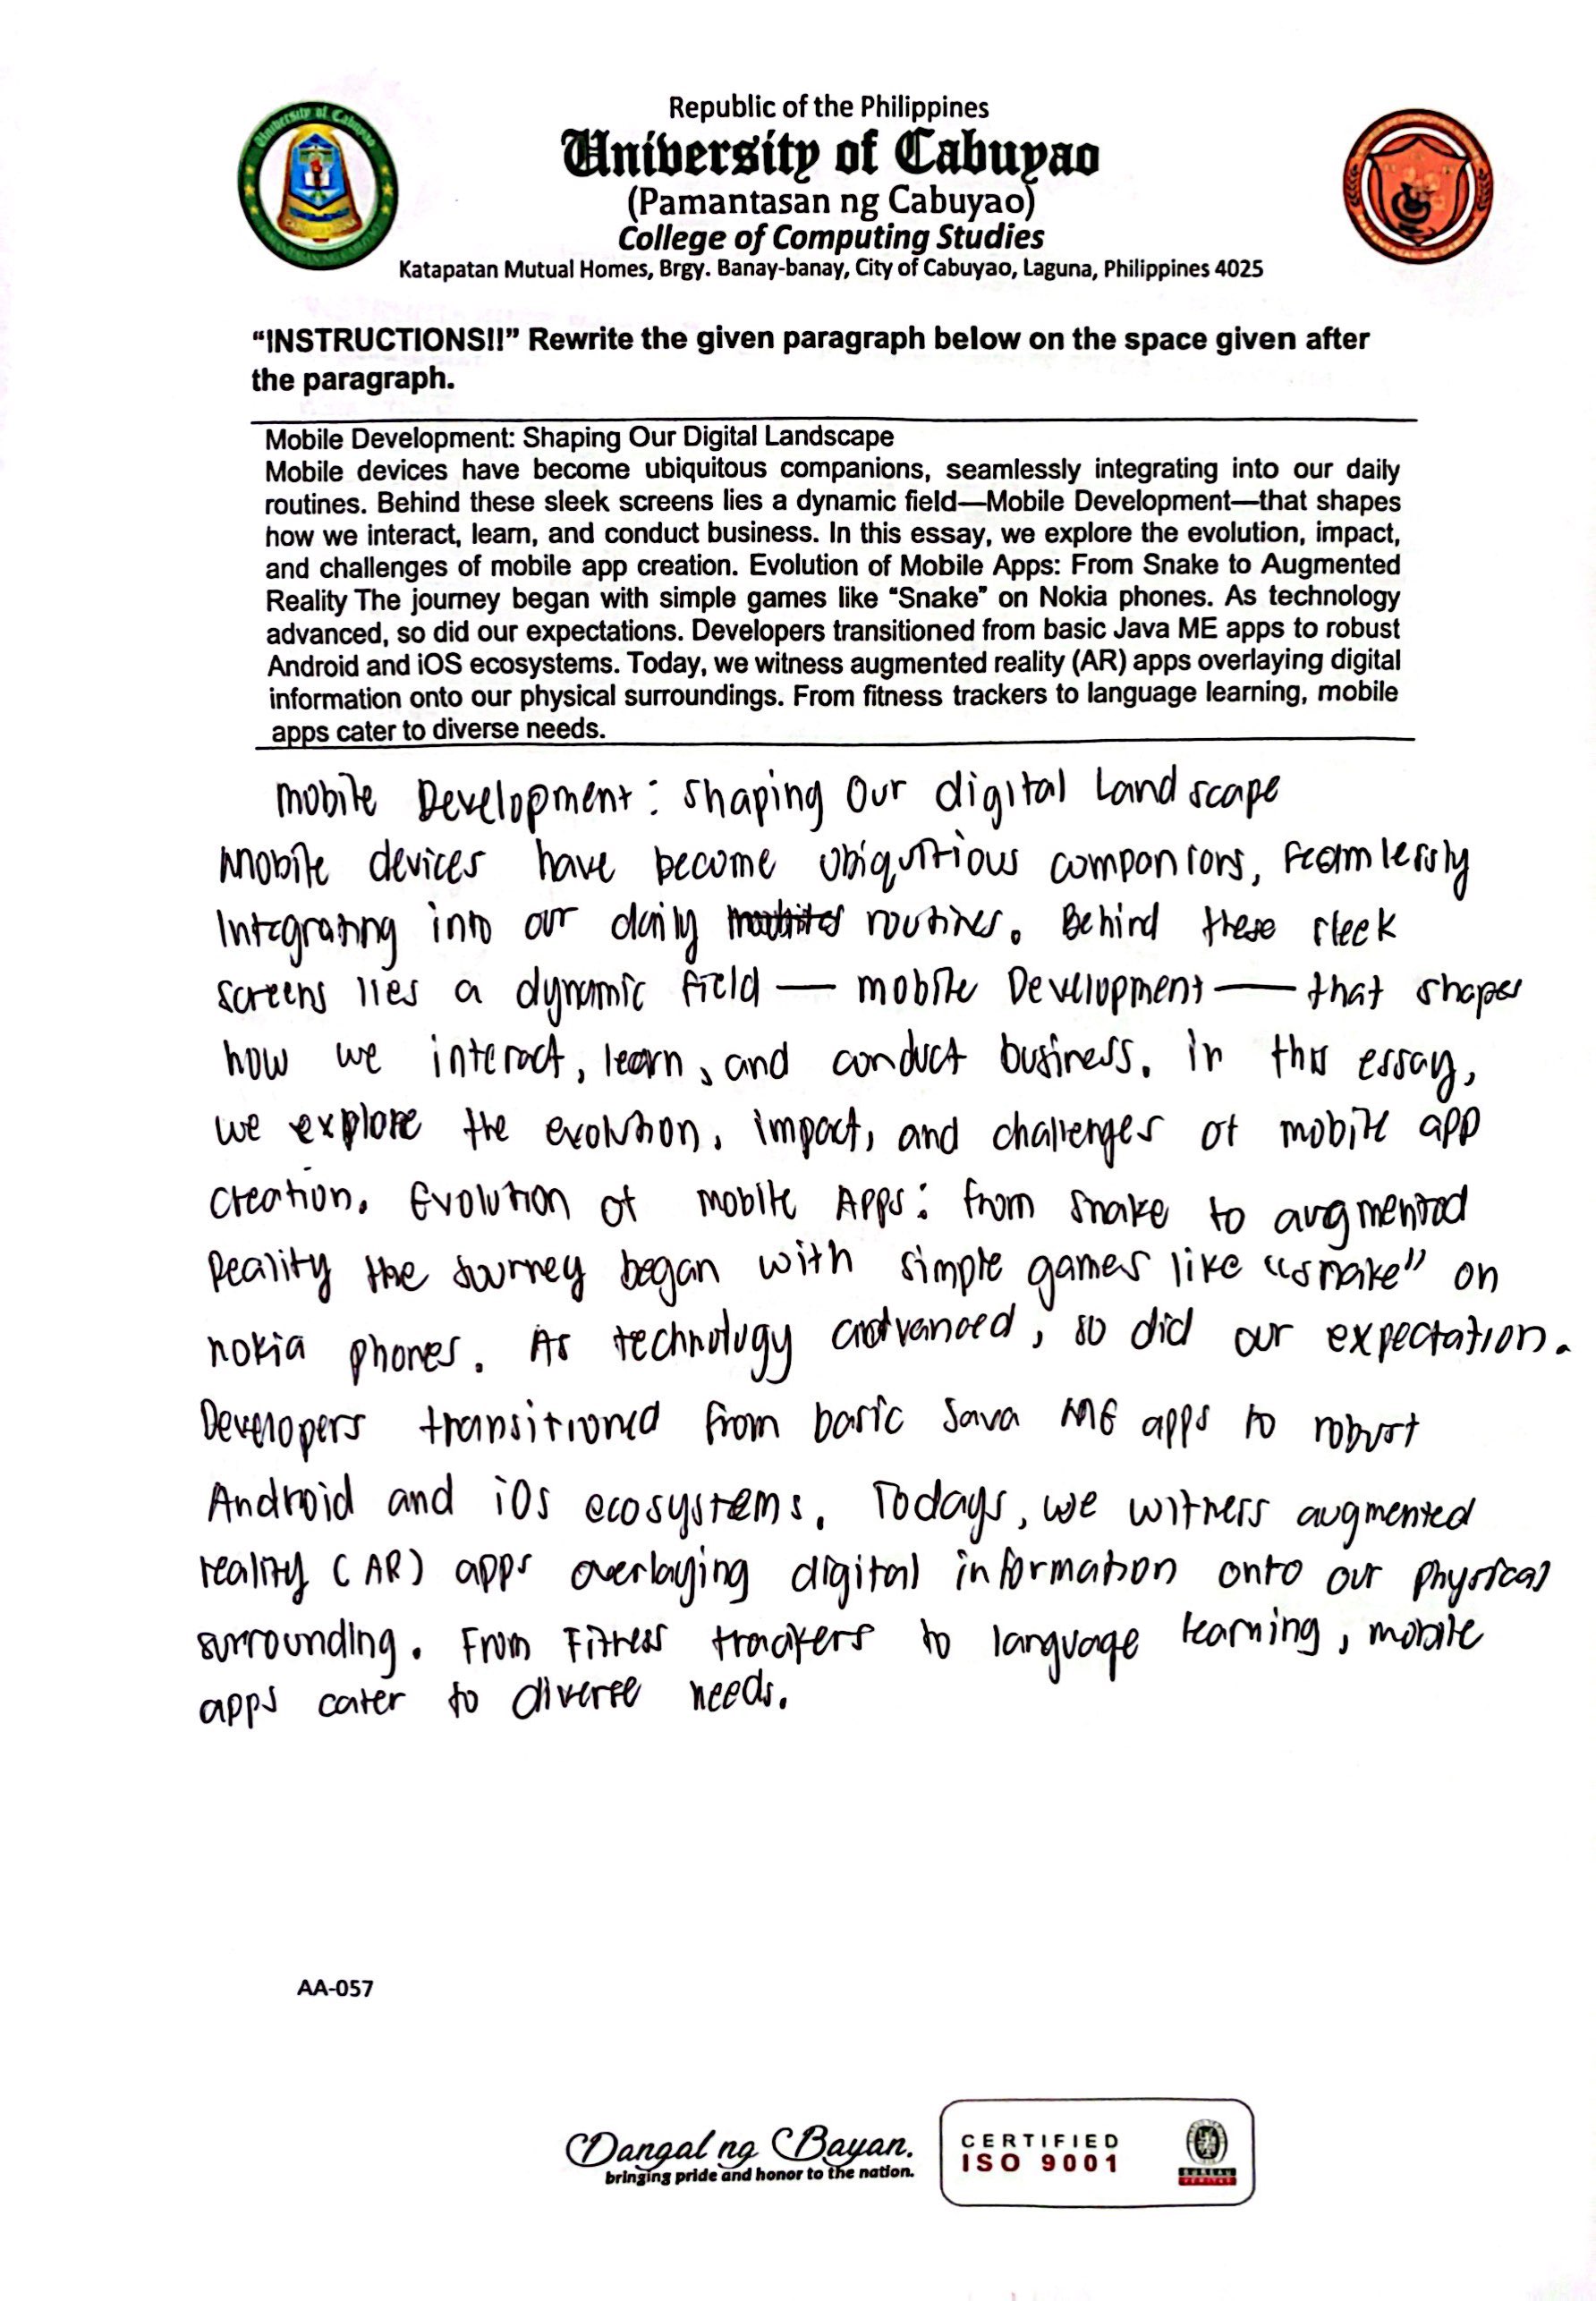 Republic of the Philippines
University of Cabuyao
(Pamantasan ng Cabuyao)
College of Computing Studies
Katapatan Mutual Homes, Brgy. Banay-banay, City of Cabuyao, Laguna, Philippines 4025
“INSTRUCTIONS!!” Rewrite the given paragraph below on the space given after
the paragraph.
Mobile Development: Shaping Our Digital Landscape
Mobile devices have become ubiquitous companions, seamlessly integrating into our daily
routines. Behind these sleek screens lies a dynamic field—Mobile Development—that shapes
how we interact, learn, and conduct business. In this essay, we explore the evolution, impact,
and challenges of mobile app creation. Evolution of Mobile Apps: From Snake to Augmented
Reality The journey began with simple games like “Snake” on Nokia phones. As technology
advanced, so did our expectations. Developers transitioned from basic Java ME apps to robust
Android and iOS ecosystems. Today, we witness augmented reality (AR) apps overlaying digital
information onto our physical surroundings. From fitness trackers to language learning, mobile
apps cater to diverse needs.
Mobile Development: Shaping Our digital Landscape
Mobile devices have become ubiquitious companions, seamlessly
Integrating into our daily routines. Behind these sleek
screens lies a dynamic field — mobile Development — that shapes
how we interact, learn, and conduct business. in this essay,
we explore the evolution, impact, and challenges of mobile app
creation. Evolution of mobile Apps: from snake to augmented
Reality the journey began with simple games like “snake” on
nokia phones. As technology advanced, so did our expectation.
Developers transitioned from basic Java ME apps to robust
Android and iOs ecosystems. Todays, we witness augmented
reality (AR) apps overlaying digital information onto our physical
surrounding. From Fitness trackers to language learning, mobile
apps cater to diverse needs.
AA-057
Dangal ng Bayan.
bringing pride and honor to the nation.
CERTIFIED
ISO 9001
BUREAU
VERITAS